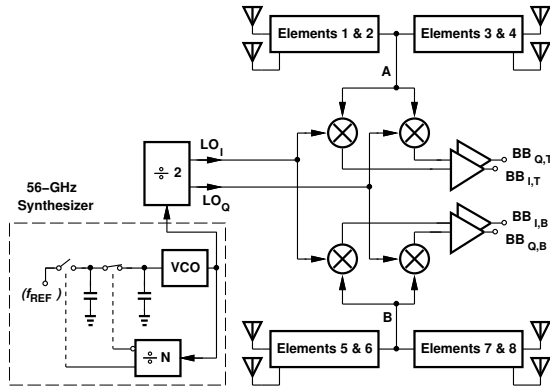 Elements 1 & 2
Elements 3 & 4
A
LO_I
÷ 2
LO_Q
BB_Q,T
BB_I,T
56−GHz
Synthesizer
BB_I,B
BB_Q,B
VCO
(f_REF)
B
÷ N
Elements 5 & 6
Elements 7 & 8